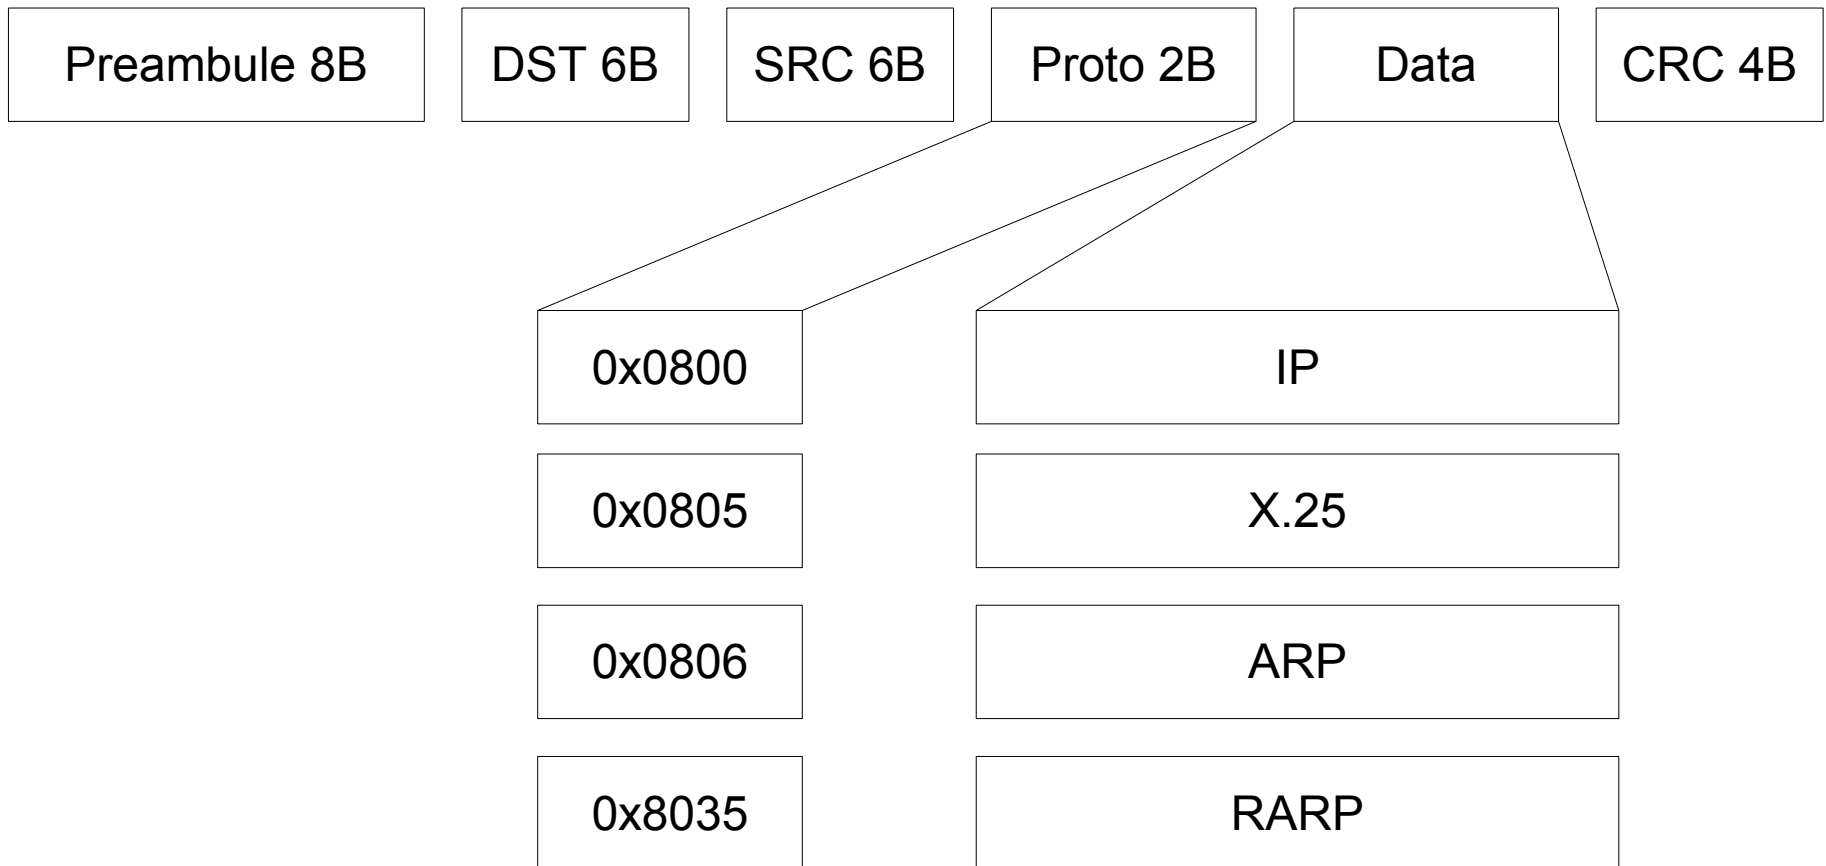 Preambule 8B DST 6B SRC 6B Proto 2B Data CRC 4B
0x0800 IP
0x0805 X.25
0x0806 ARP
0x8035 RARP